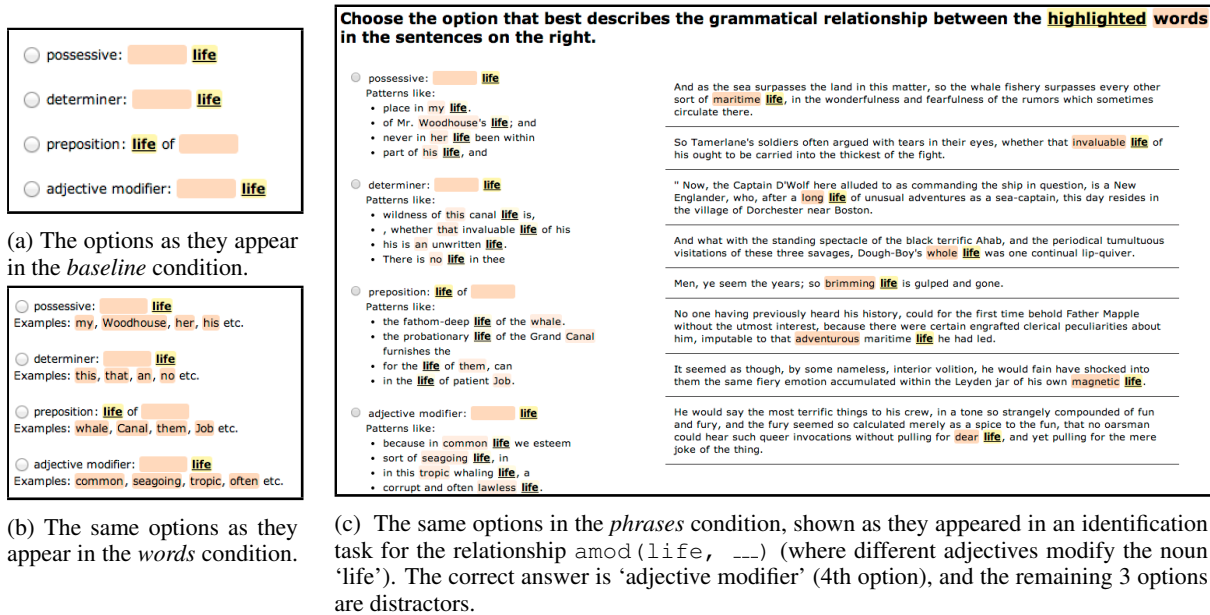 possessive: life
determiner: life
preposition: life of
adjective modifier: life
(a) The options as they appear
in the baseline condition.
possessive: life
Examples: my, Woodhouse, her, his etc.
determiner: life
Examples: this, that, an, no etc.
preposition: life of
Examples: whale, Canal, them, Job etc.
adjective modifier: life
Examples: common, seagoing, tropic, often etc.
(b) The same options as they
appear in the words condition.
Choose the option that best describes the grammatical relationship between the highlighted words
in the sentences on the right.
possessive: life
Patterns like:
• place in my life.
• of Mr. Woodhouse's life; and
• never in her life been within
• part of his life, and
determiner: life
Patterns like:
• wildness of this canal life is,
• , whether that invaluable life of his
• his is an unwritten life.
• There is no life in thee
preposition: life of
Patterns like:
• the fathom-deep life of the whale.
• the probationary life of the Grand Canal
furnishes the
• for the life of them, can
• in the life of patient Job.
adjective modifier: life
Patterns like:
• because in common life we esteem
• sort of seagoing life, in
• in this tropic whaling life, a
• corrupt and often lawless life.
And as the sea surpasses the land in this matter, so the whale fishery surpasses every other
sort of maritime life, in the wonderfulness and fearfulness of the rumors which sometimes
circulate there.
So Tamerlane's soldiers often argued with tears in their eyes, whether that invaluable life of
his ought to be carried into the thickest of the fight.
" Now, the Captain D'Wolf here alluded to as commanding the ship in question, is a New
Englander, who, after a long life of unusual adventures as a sea-captain, this day resides in
the village of Dorchester near Boston.
And what with the standing spectacle of the black terrific Ahab, and the periodical tumultuous
visitations of these three savages, Dough-Boy's whole life was one continual lip-quiver.
Men, ye seem the years; so brimming life is gulped and gone.
No one having previously heard his history, could for the first time behold Father Mapple
without the utmost interest, because there were certain engrafted clerical peculiarities about
him, imputable to that adventurous maritime life he had led.
It seemed as though, by some nameless, interior volition, he would fain have shocked into
them the same fiery emotion accumulated within the Leyden jar of his own magnetic life.
He would say the most terrific things to his crew, in a tone so strangely compounded of fun
and fury, and the fury seemed so calculated merely as a spice to the fun, that no oarsman
could hear such queer invocations without pulling for dear life, and yet pulling for the mere
joke of the thing.
(c) The same options in the phrases condition, shown as they appeared in an identification
task for the relationship amod(life, ___) (where different adjectives modify the noun
‘life’). The correct answer is ‘adjective modifier’ (4th option), and the remaining 3 options
are distractors.